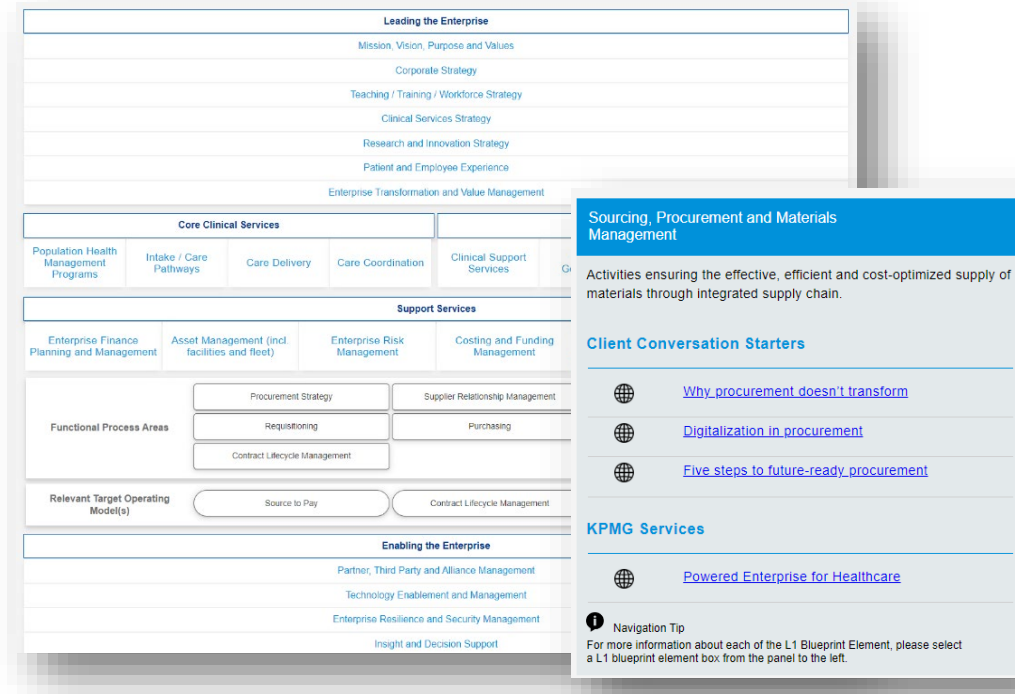 Leading the Enterprise
Mission, Vision, Purpose and Values
Corporate Strategy
Teaching / Training / Workforce Strategy
Clinical Services Strategy
Research and Innovation Strategy
Patient and Employee Experience
Enterprise Transformation and Value Management
Core Clinical Services
Population Health
Management
Programs
Intake / Care
Pathways
Care Delivery
Care Coordination
Clinical Support
Services
Support Services
Enterprise Finance
Planning and Management
Asset Management (incl.
facilities and fleet)
Enterprise Risk
Management
Costing and Funding
Management
Functional Process Areas
Procurement Strategy
Supplier Relationship Management
Requisitioning
Purchasing
Contract Lifecycle Management
Relevant Target Operating
Model(s)
Source to Pay
Contract Lifecycle Management
Enabling the Enterprise
Partner, Third Party and Alliance Management
Technology Enablement and Management
Enterprise Resilience and Security Management
Insight and Decision Support
Sourcing, Procurement and Materials
Management
Activities ensuring the effective, efficient and cost-optimized supply of
materials through integrated supply chain.
Client Conversation Starters
Why procurement doesn't transform
Digitalization in procurement
Five steps to future-ready procurement
KPMG Services
Powered Enterprise for Healthcare
Navigation Tip
For more information about each of the L1 Blueprint Element, please select
a L1 blueprint element box from the panel to the left.